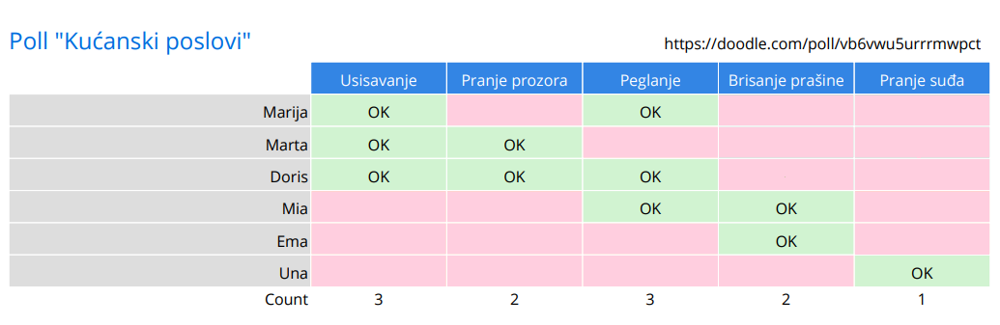 Poll "Kućanski poslovi"
https://doodle.com/poll/vb6vwu5urrrmwpct
Usisavanje Pranje prozora Peglanje Brisanje prašine Pranje suđa
Marija OK OK
Marta OK OK
Doris OK OK OK
Mia OK OK
Ema OK
Una OK
Count 3 2 3 2 1